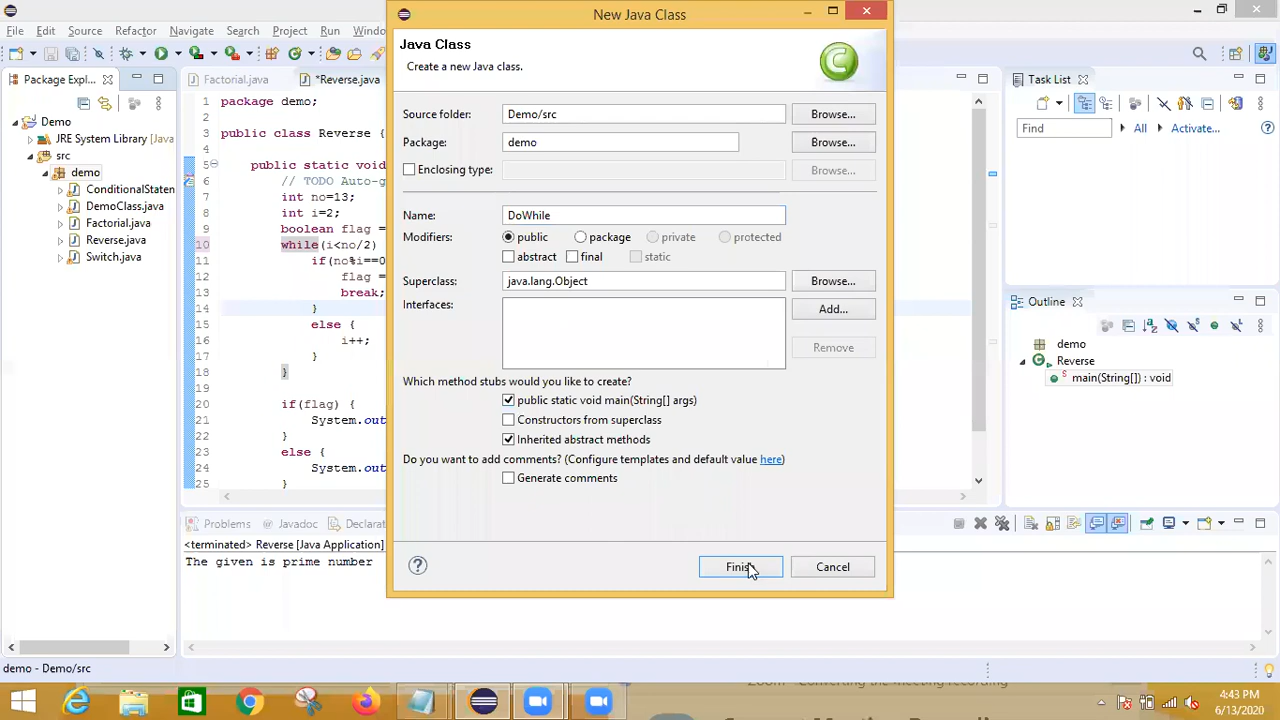 New Java Class
File Edit Source Refactor Navigate Search Project Run Windo
Java Class
Create a new Java class.
Package Expl...
Factorial.java
*Reverse.java
Task List
Demo
JRE System Library [Java
src
demo
ConditionalStaten
DemoClass.java
Factorial.java
Reverse.java
Switch.java
1 package demo;
2
3 public class Reverse {
4
5 public static void
6 // TODO Auto-g
7 int no=13;
8 int i=2;
9 boolean flag =
10 while(i<no/2)
11 if(no%i==0
12 flag =
13 break;
14 }
15 else {
16 i++;
17 }
18 }
19
20 if(flag) {
21 System.out
22 }
23 else {
24 System.out
25 }
Source folder: Demo/src Browse...
Package: demo Browse...
Enclosing type: Browse...
Name: DoWhile
Modifiers: public package private protected
abstract final static
Superclass: java.lang.Object Browse...
Interfaces: Add...
Remove
Which method stubs would you like to create?
public static void main(String[] args)
Constructors from superclass
Inherited abstract methods
Do you want to add comments? (Configure templates and default value here)
Generate comments
Finish Cancel
Find All Activate...
Outline
demo
Reverse
main(String[]) : void
Problems Javadoc Declarat
<terminated> Reverse [Java Application]
The given is prime number
demo - Demo/src
4:43 PM
6/13/2020